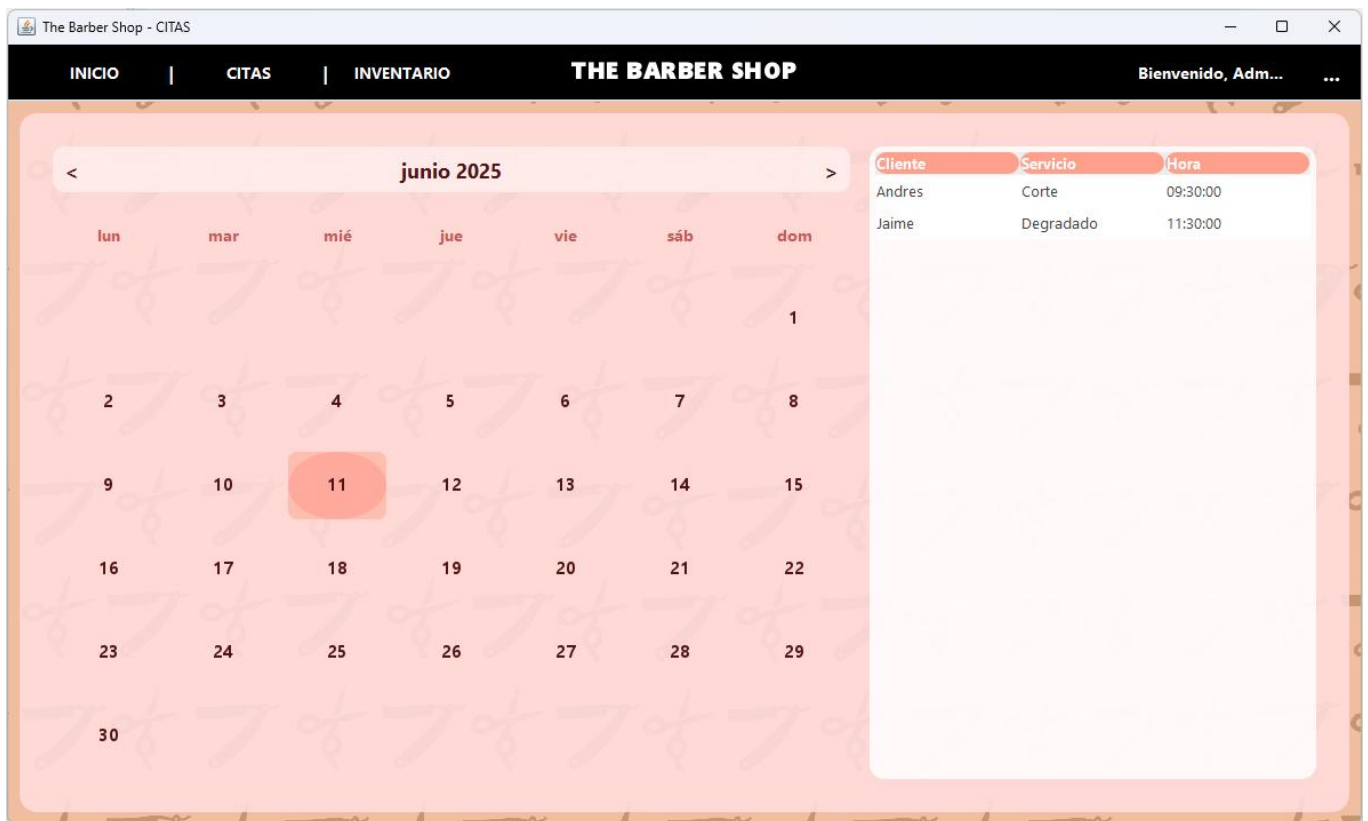 The Barber Shop - CITAS
INICIO | CITAS | INVENTARIO THE BARBER SHOP Bienvenido, Adm... ...
< junio 2025 >
lun mar mié jue vie sáb dom
1
2 3 4 5 6 7 8
9 10 11 12 13 14 15
16 17 18 19 20 21 22
23 24 25 26 27 28 29
30
Cliente Servicio Hora
Andres Corte 09:30:00
Jaime Degradado 11:30:00